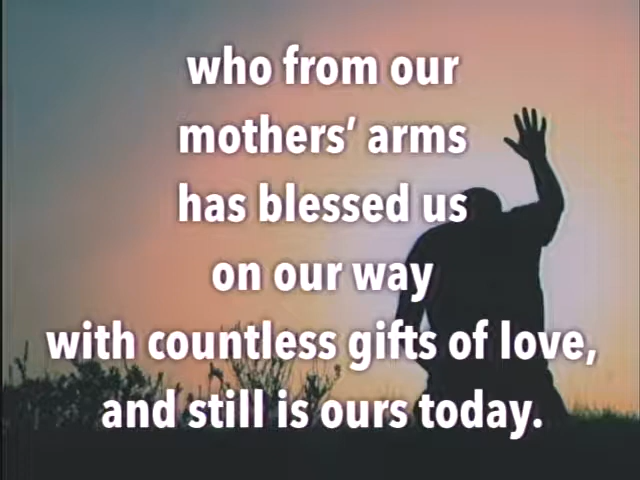 who from our
mothers’ arms
has blessed us
on our way
with countless gifts of love,
and still is ours today.